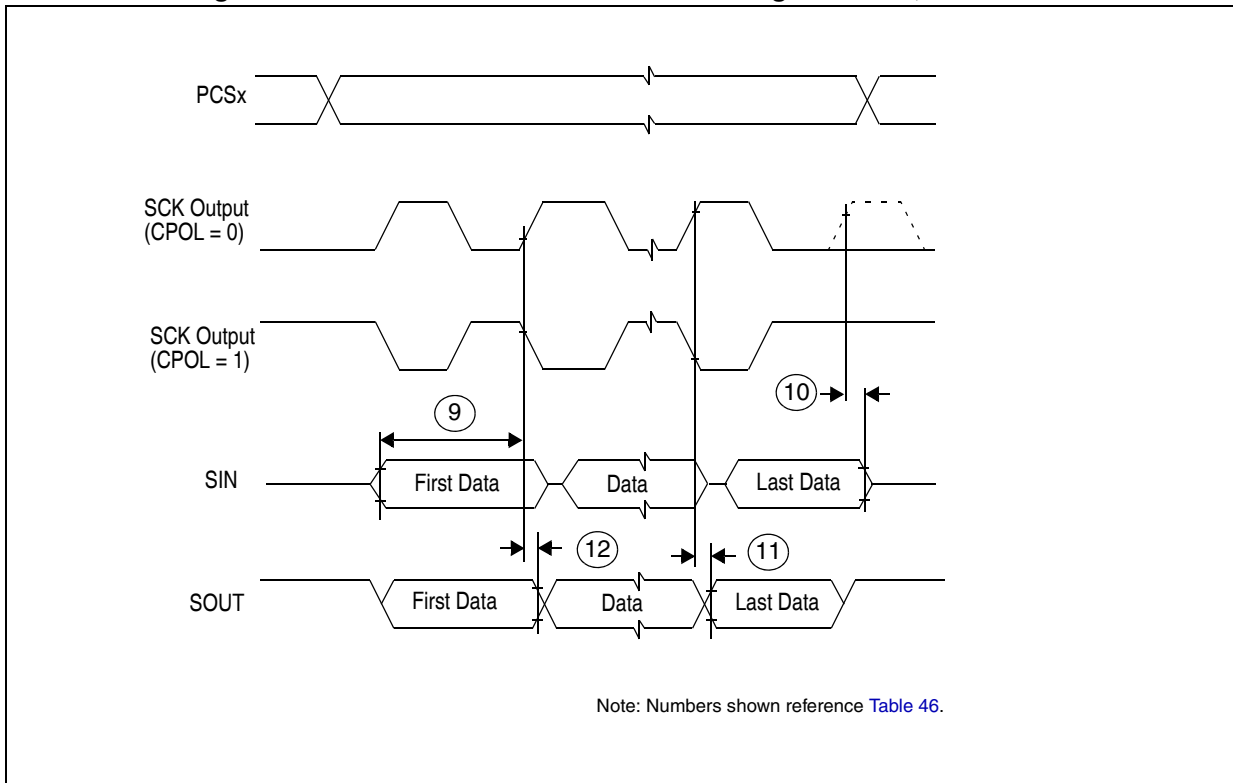 PCSx
SCK Output
(CPOL = 0)
SCK Output
(CPOL = 1)
10
9
SIN
First Data
Data
Last Data
12
11
SOUT
First Data
Data
Last Data
Note: Numbers shown reference Table 46.